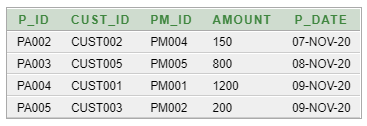 P_ID CUST_ID PM_ID AMOUNT P_DATE
PA002 CUST002 PM004 150 07-NOV-20
PA003 CUST005 PM005 800 08-NOV-20
PA004 CUST001 PM001 1200 09-NOV-20
PA005 CUST003 PM002 200 09-NOV-20